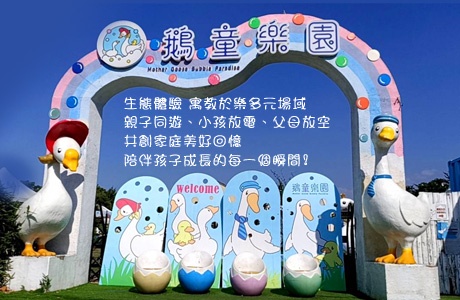 鵝童樂園
Mother Goose Bubble Paradise
生態體驗 寓教於樂多元場域
親子同遊、小孩放電、父母放空
共創家庭美好回憶
陪伴孩子成長的每一個瞬間!
welcome
鵝童樂園